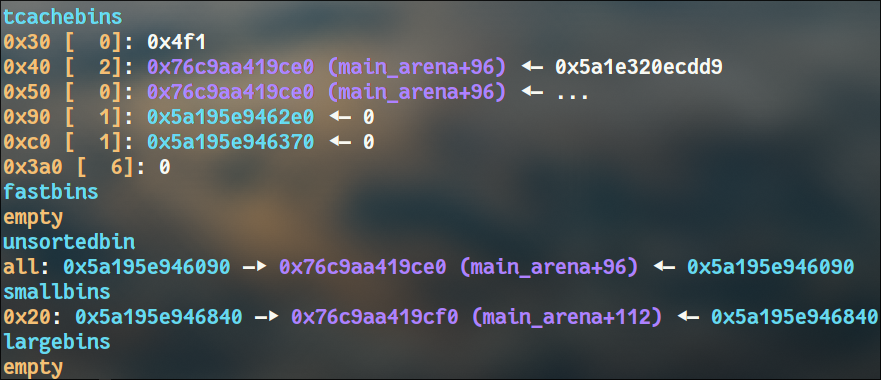 tcachebins
0x30 [  0]: 0x4f1
0x40 [  2]: 0x76c9aa419ce0 (main_arena+96) ◂— 0x5a1e320ecdd9
0x50 [  0]: 0x76c9aa419ce0 (main_arena+96) ◂— ...
0x90 [  1]: 0x5a195e9462e0 ◂— 0
0xc0 [  1]: 0x5a195e946370 ◂— 0
0x3a0 [  6]: 0
fastbins
empty
unsortedbin
all: 0x5a195e946090 —▸ 0x76c9aa419ce0 (main_arena+96) ◂— 0x5a195e946090
smallbins
0x20: 0x5a195e946840 —▸ 0x76c9aa419cf0 (main_arena+112) ◂— 0x5a195e946840
largebins
empty